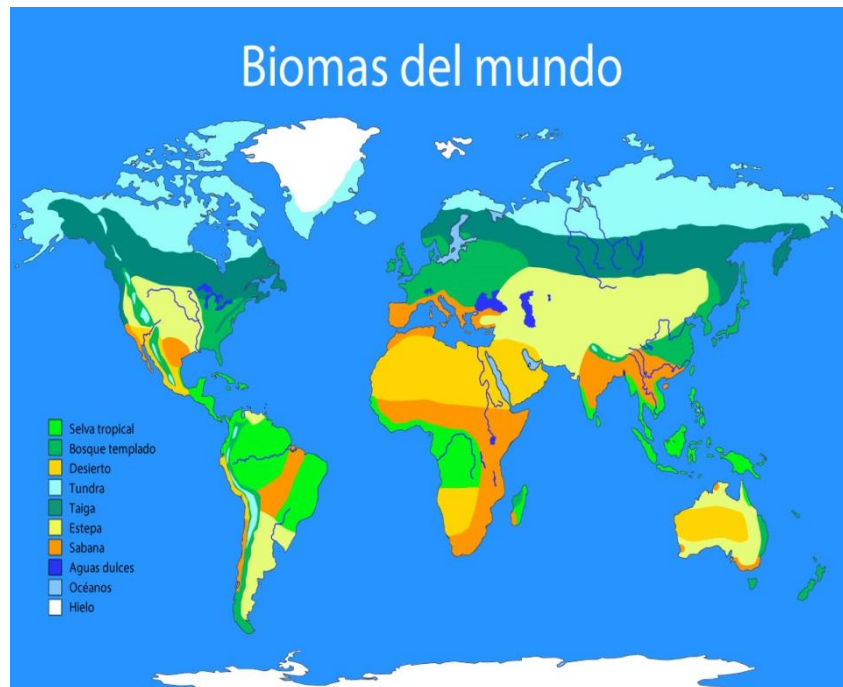 Biomas del mundo
Selva tropical
Bosque templado
Desierto
Tundra
Taiga
Estepa
Sabana
Aguas dulces
Océanos
Hielo